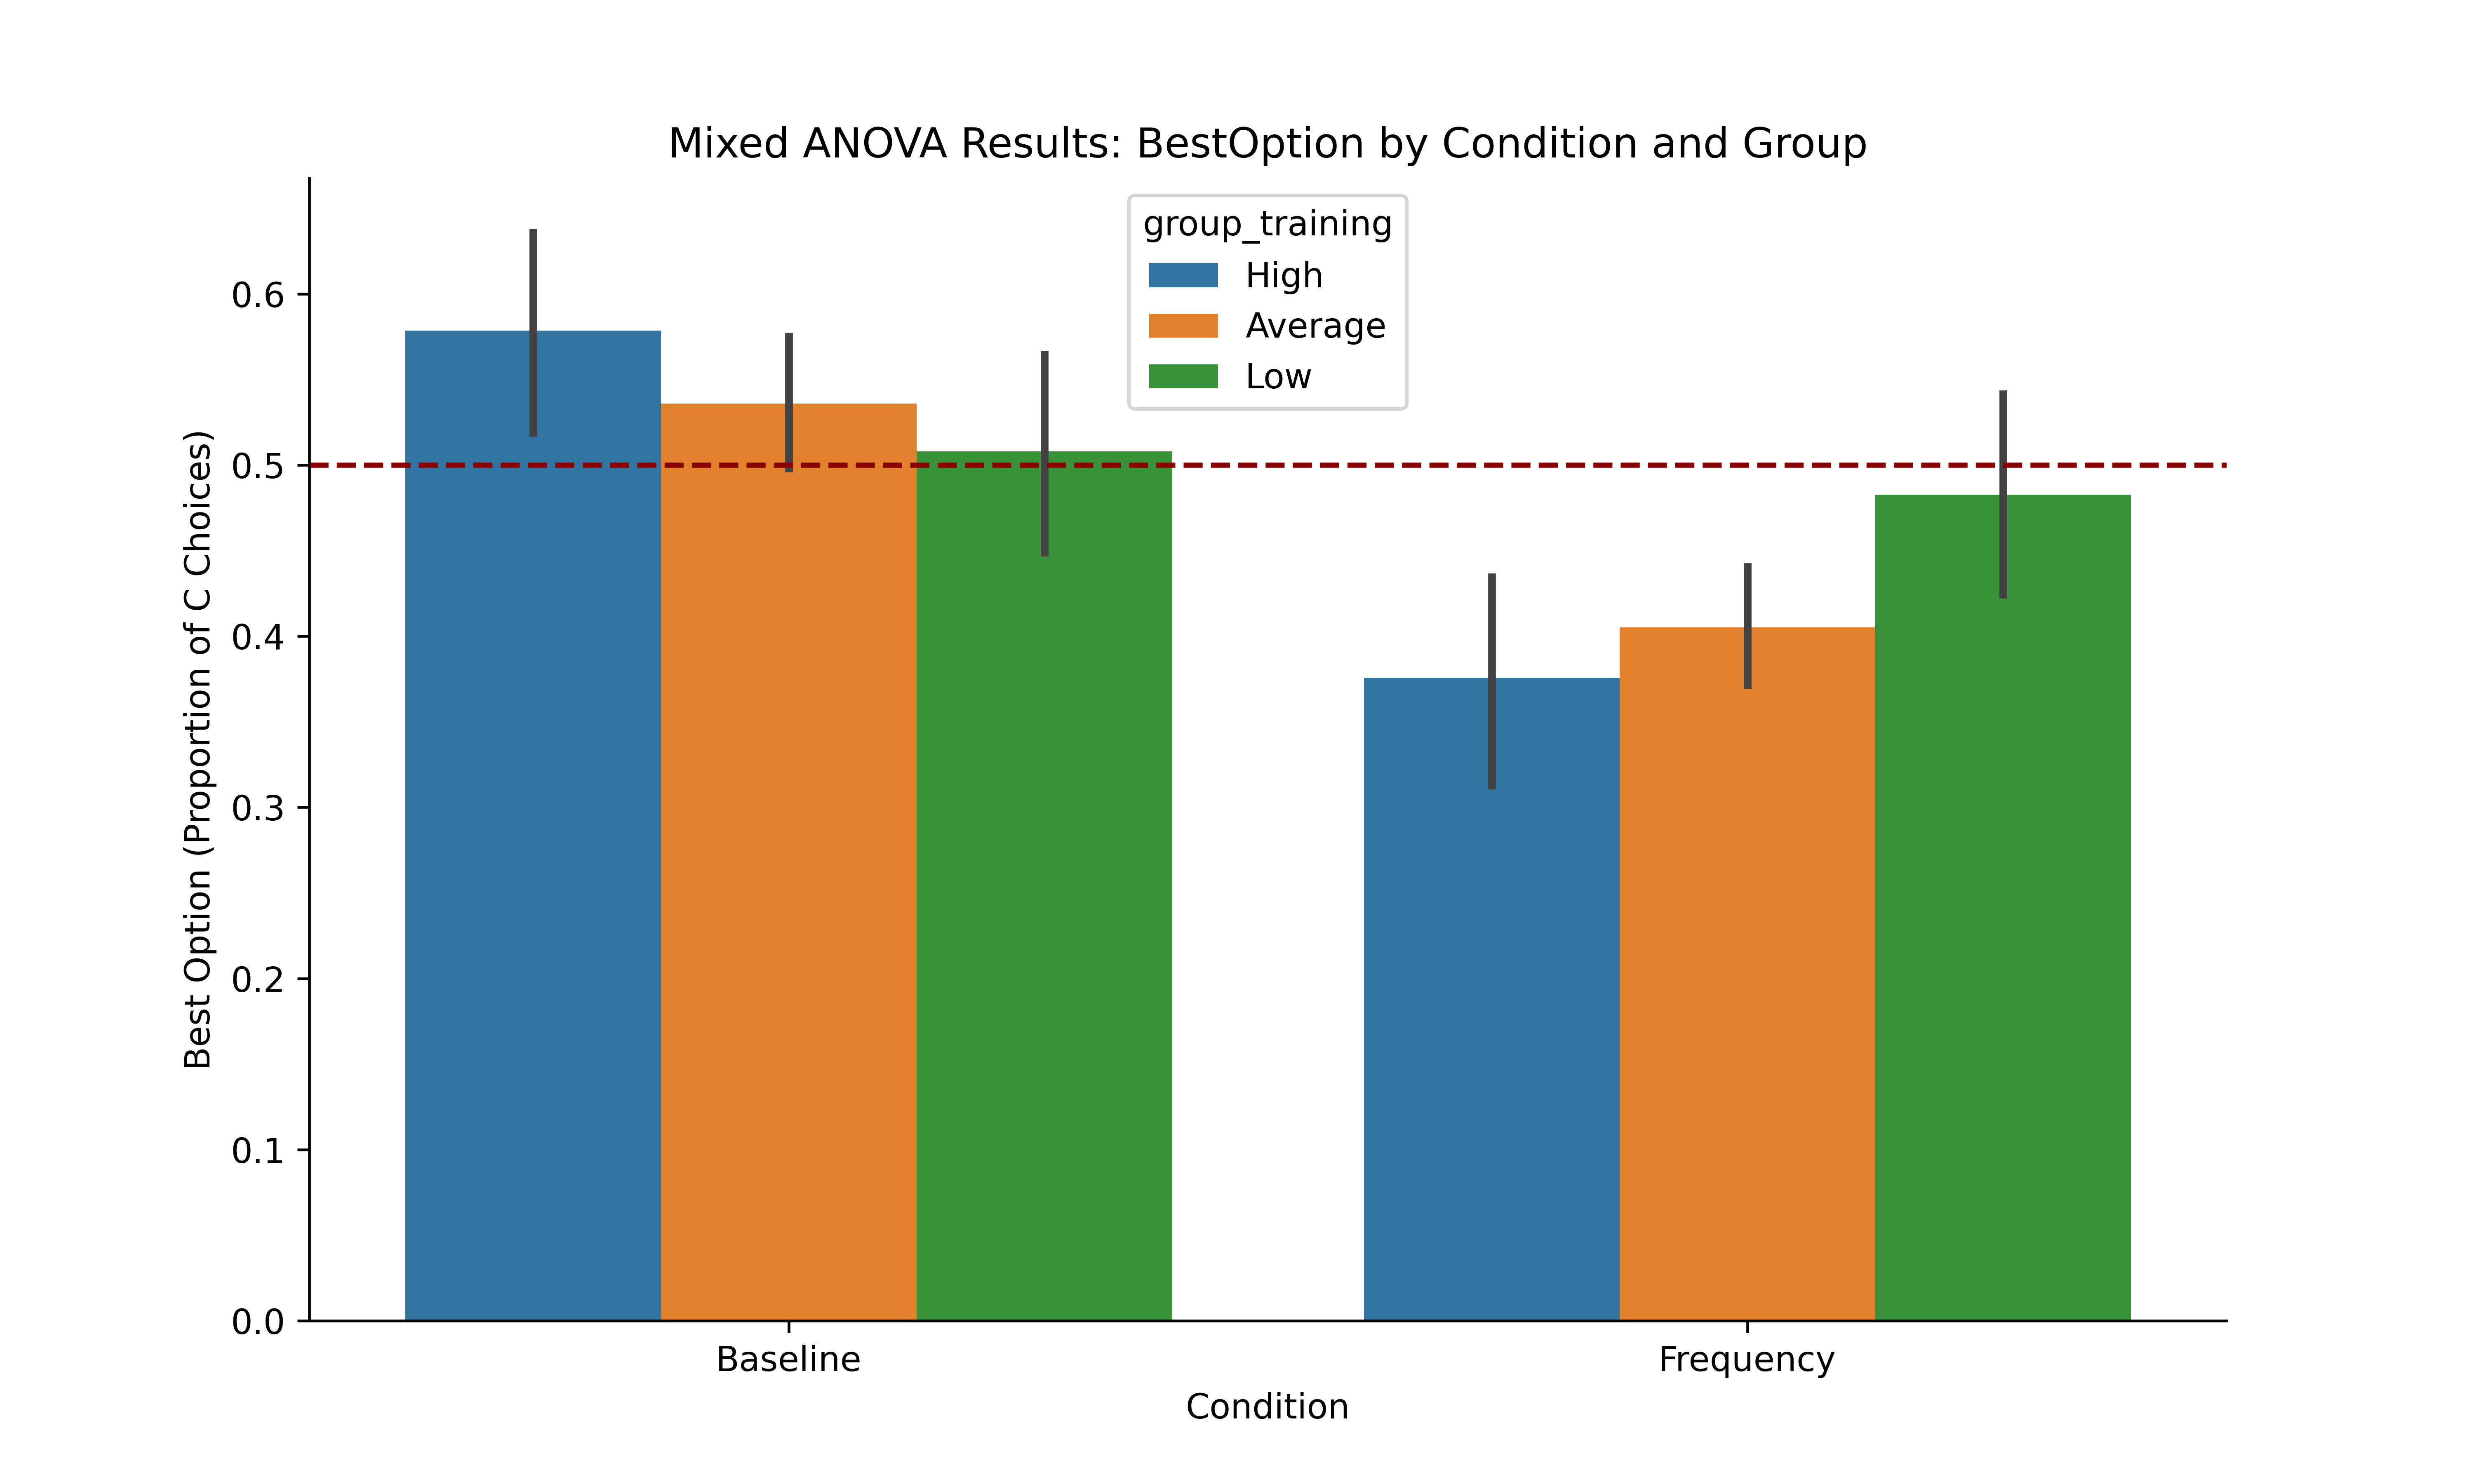 Mixed ANOVA Results: BestOption by Condition and Group
group_training
High
Average
Low
Best Option (Proportion of C Choices)
0.6
0.5
0.4
0.3
0.2
0.1
0.0
Baseline
Frequency
Condition